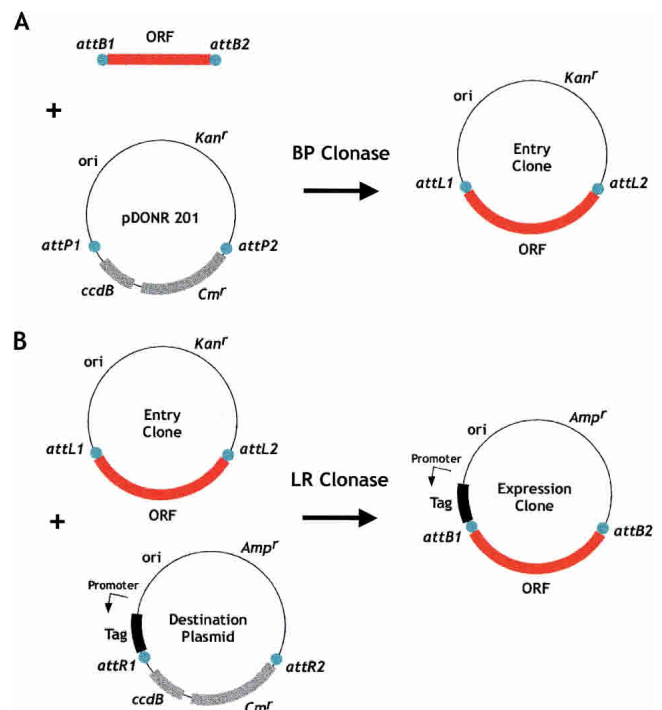 A
attB1 ORF attB2
+
ori Kanr
pDONR 201
attP1 attP2
ccdB Cmr
BP Clonase
ori Kanr
Entry
Clone
attL1 attL2
ORF
B
ori Kanr
Entry
Clone
attL1 attL2
ORF
+
ori Ampr
Promoter
Tag
Destination
Plasmid
attR1 attR2
ccdB Cmr
LR Clonase
ori Ampr
Promoter
Tag
Expression
Clone
attB1 attB2
ORF